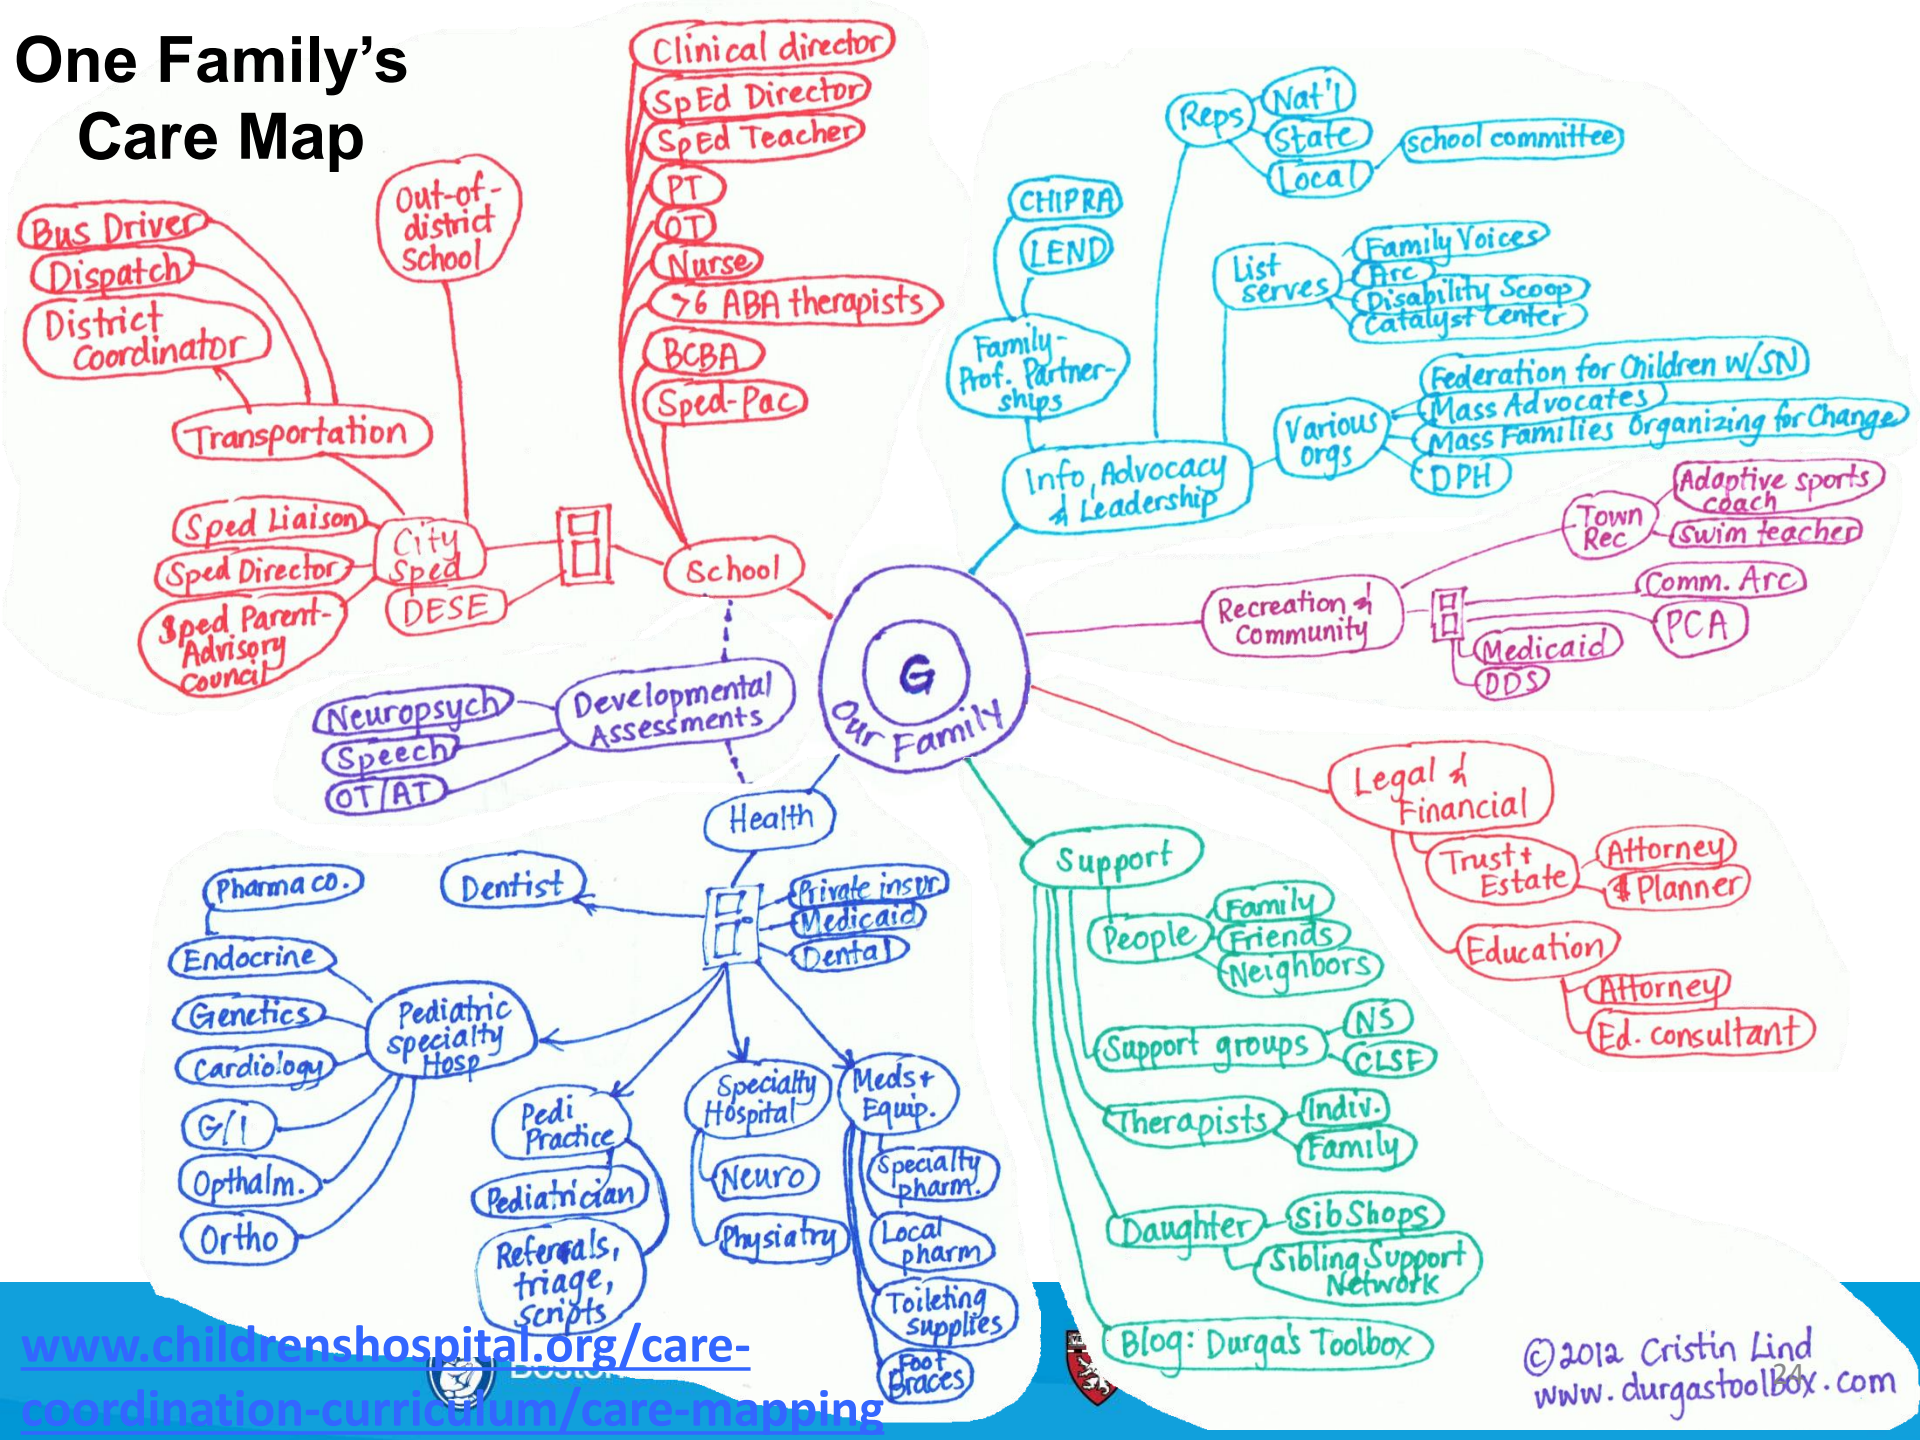 One Family's
Care Map
Clinical director
SpEd Director
SpEd Teacher
PT
OT
Nurse
>6 ABA therapists
BCBA
Sped-Pac
Out-of-
district
School
Bus Driver
Dispatch
District
Coordinator
Transportation
Sped Liaison
Sped Director
Sped Parent-
Advisory
Council
City
Sped
DESE
School
Reps
Nat'l
State
Local
school committee
CHIPRA
LEND
Family-
Prof. Partner-
ships
List
serves
Family Voices
Arc
Disability Scoop
Catalyst Center
Various
orgs
Federation for Children w/SN
Mass Advocates
Mass Families Organizing for Change
DPH
Info, Advocacy
& Leadership
Town
Rec
Adaptive sports
coach
Swim teacher
Recreation &
Community
Comm. Arc
PCA
Medicaid
DDS
G
Our Family
Developmental
Assessments
Neuropsych
Speech
OT/AT
Legal &
Financial
Trust +
Estate
Attorney
$ Planner
Education
Attorney
Ed. consultant
Health
Dentist
Private insur.
Medicaid
Dental
Pharma co.
Endocrine
Genetics
Cardiology
G/I
Opthalm.
Ortho
Pediatric
specialty
Hosp
Pedi
Practice
Pediatrician
Referrals,
triage,
scripts
Specialty
Hospital
Neuro
Physiatry
Meds +
Equip.
Specialty
pharm.
Local
pharm
Toileting
supplies
Foot
Braces
Support
People
Family
Friends
Neighbors
Support groups
NS
CLSF
Therapists
Indiv.
Family
Daughter
SibShops
Sibling Support
Network
Blog: Durga's Toolbox
www.childrenshospital.org/care-
coordination-curriculum/care-mapping
©2012 Cristin Lind
www.durgastoolbox.com
24